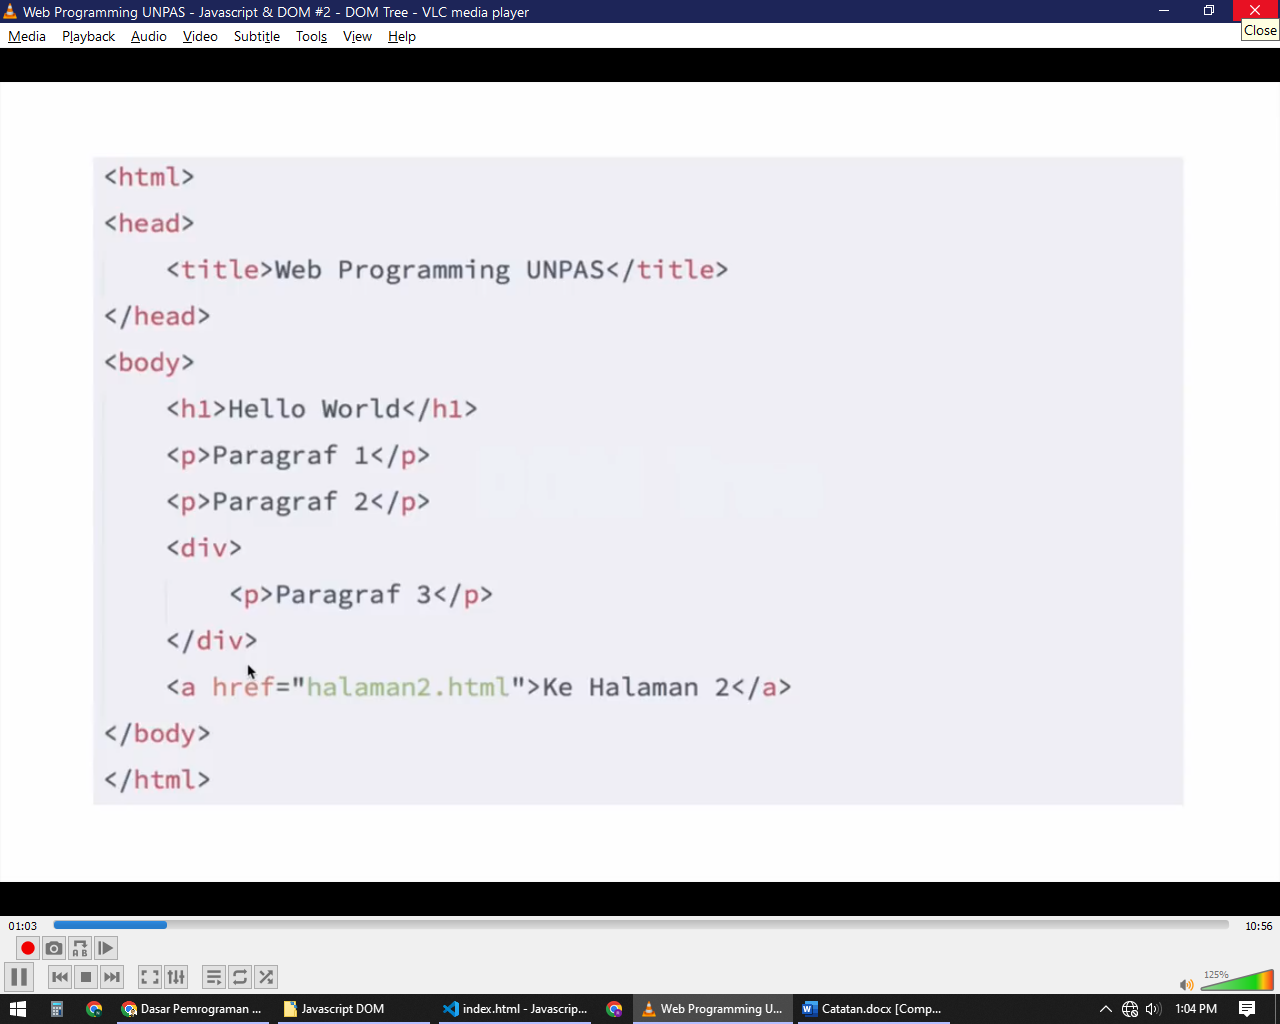 Web Programming UNPAS - Javascript & DOM #2 - DOM Tree - VLC media player
Close
Media Playback Audio Video Subtitle Tools View Help
<html>
<head>
<title>Web Programming UNPAS</title>
</head>
<body>
<h1>Hello World</h1>
<p>Paragraf 1</p>
<p>Paragraf 2</p>
<div>
<p>Paragraf 3</p>
</div>
<a href="halaman2.html">Ke Halaman 2</a>
</body>
</html>
01:03 10:56
A B
125%
Dasar Pemrograman ... Javascript DOM index.html - Javascrip... Web Programming U... Catatan.docx [Comp... 1:04 PM